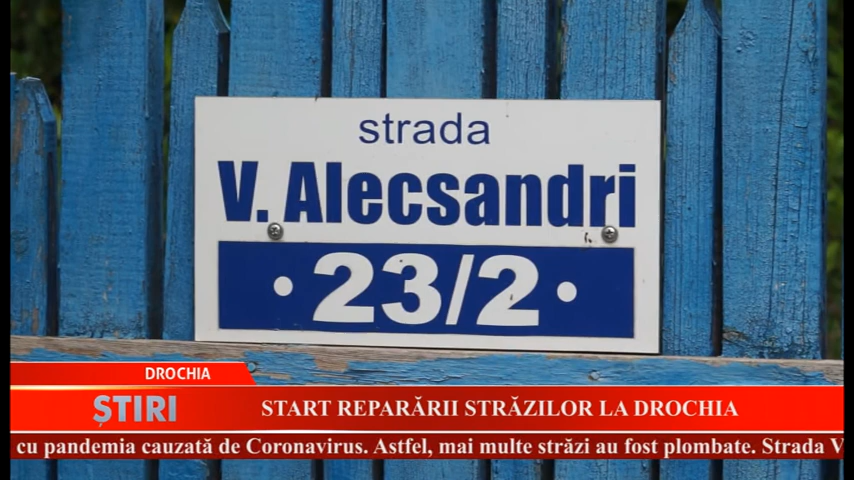 strada
V. Alecsandri
• 23/2 •
DROCHIA
ȘTIRI
START REPARĂRII STRĂZILOR LA DROCHIA
cu pandemia cauzată de Coronavirus. Astfel, mai multe străzi au fost plombate. Strada V